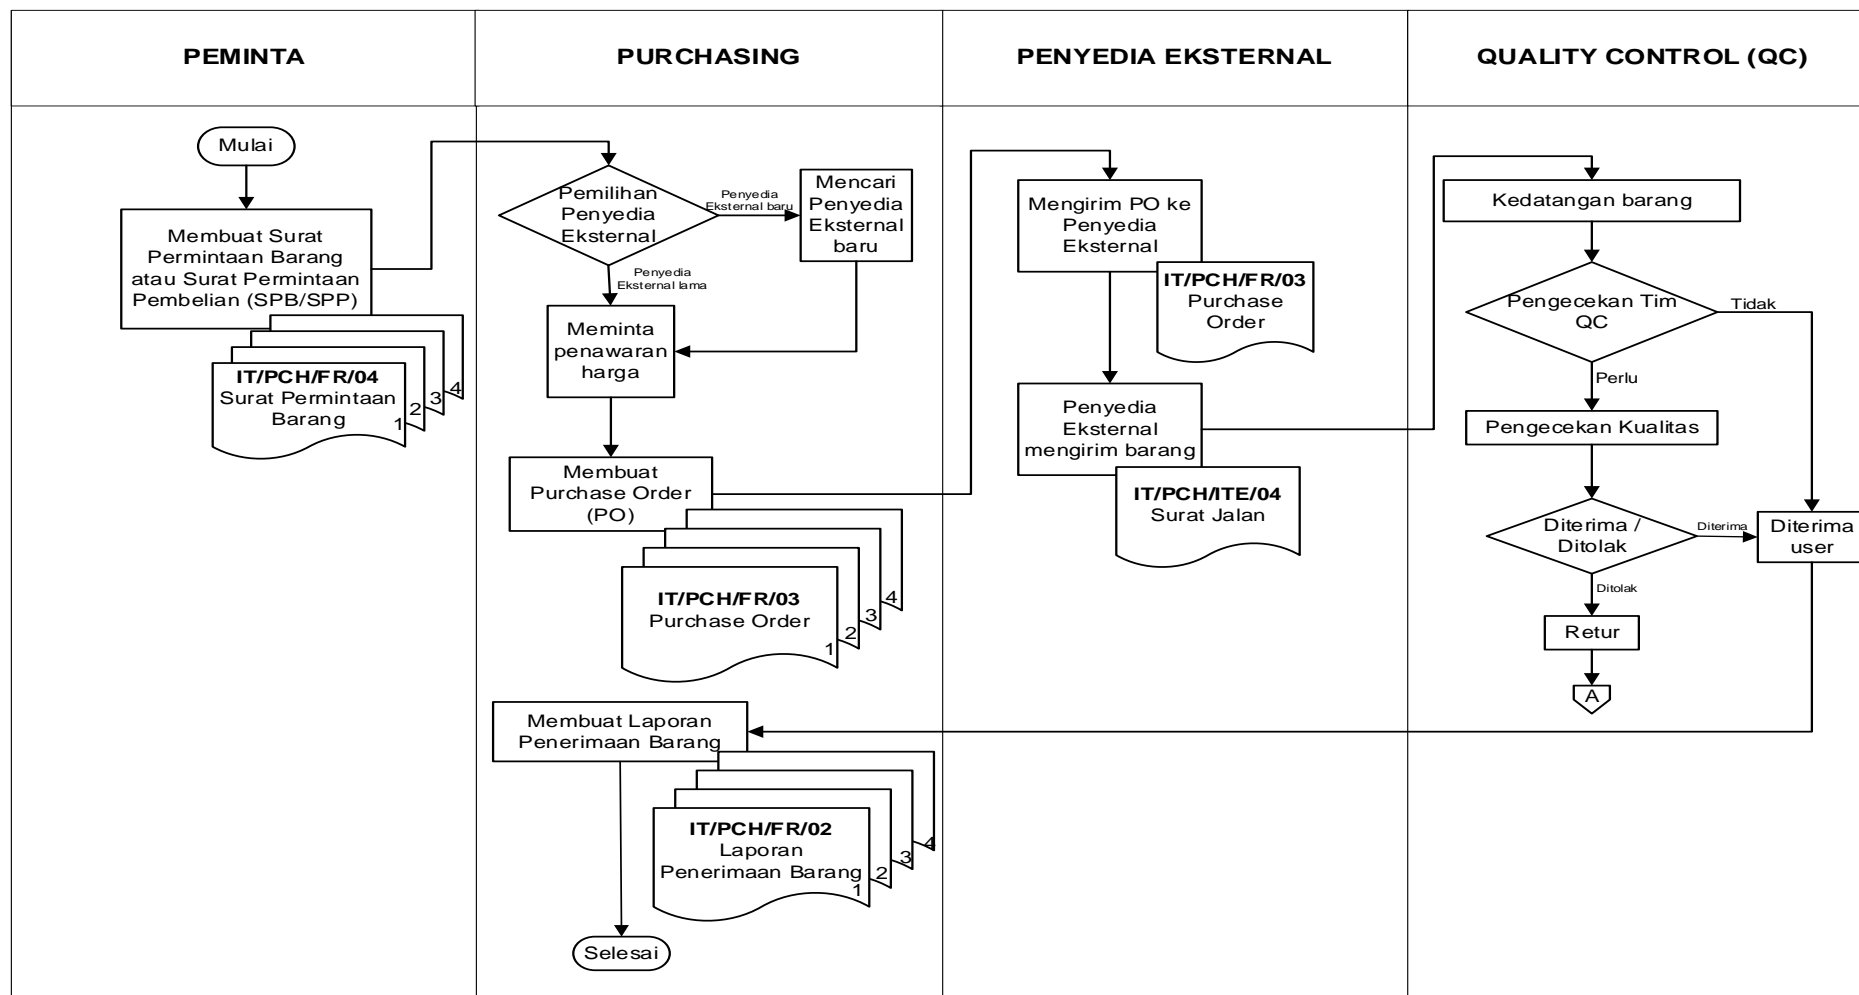 PEMINTA
PURCHASING
PENYEDIA EKSTERNAL
QUALITY CONTROL (QC)
Mulai
Membuat Surat
Permintaan Barang
atau Surat Permintaan
Pembelian (SPB/SPP)
IT/PCH/FR/04
Surat Permintaan
Barang
1
2
3
4
Pemilihan
Penyedia
Eksternal
Penyedia
Eksternal baru
Mencari
Penyedia
Eksternal
baru
Penyedia
Eksternal lama
Meminta
penawaran
harga
Membuat
Purchase Order
(PO)
IT/PCH/FR/03
Purchase Order
1
2
3
4
Membuat Laporan
Penerimaan Barang
IT/PCH/FR/02
Laporan
Penerimaan Barang
1
2
3
4
Selesai
Mengirim PO ke
Penyedia
Eksternal
IT/PCH/FR/03
Purchase
Order
Penyedia
Eksternal
mengirim barang
IT/PCH/ITE/04
Surat Jalan
Kedatangan barang
Pengecekan Tim
QC
Tidak
Perlu
Pengecekan Kualitas
Diterima /
Ditolak
Diterima
Diterima
user
Ditolak
Retur
A